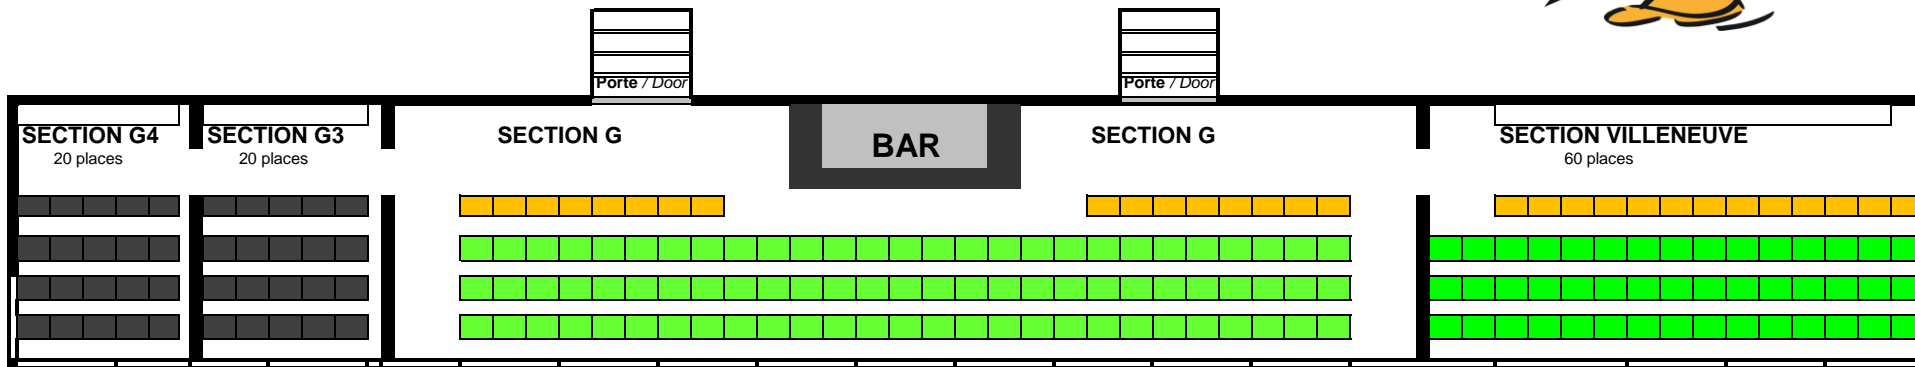 Porte / Door
Porte / Door
SECTION G4
20 places
SECTION G3
20 places
SECTION G
BAR
SECTION G
SECTION VILLENEUVE
60 places